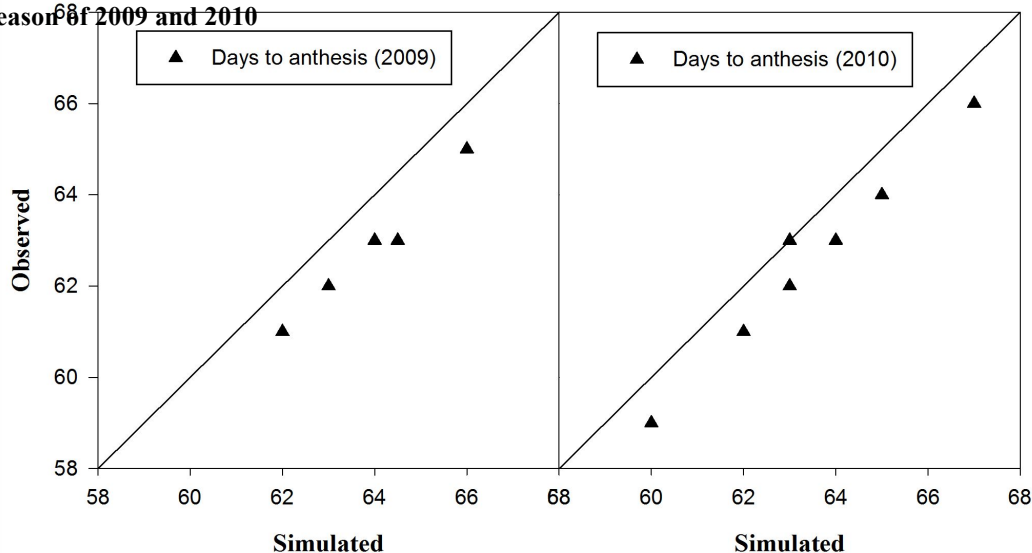 eason of 2009 and 2010
68
Days to anthesis (2009)
Days to anthesis (2010)
66
64
62
60
58
Observed
58 60 62 64 66 68 60 62 64 66 68
Simulated Simulated